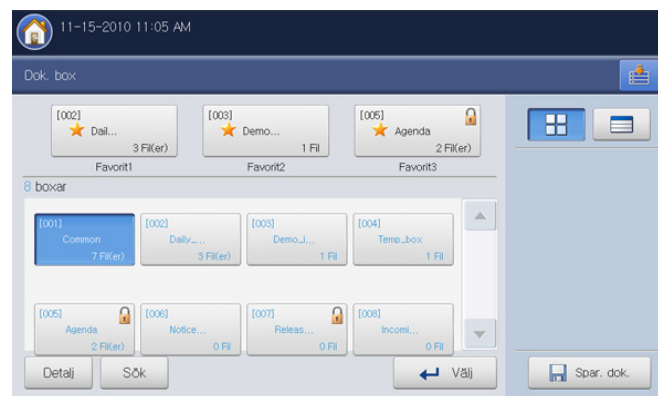 11-15-2010 11:05 AM
Dok. box
[002]
Dail...
3 Fil(er)
Favorit1
[003]
Demo...
1 Fil
Favorit2
[005]
Agenda
2 Fil(er)
Favorit3
8 boxar
[001]
Common
7 Fil(er)
[002]
Daily_...
3 Fil(er)
[003]
Demo_i...
1 Fil
[004]
Temp_box
1 Fil
[005]
Agenda
2 Fil(er)
[006]
Notice...
0 Fil
[007]
Releas...
0 Fil
[008]
Incomi...
0 Fil
Detalj
Sök
Välj
Spar. dok.